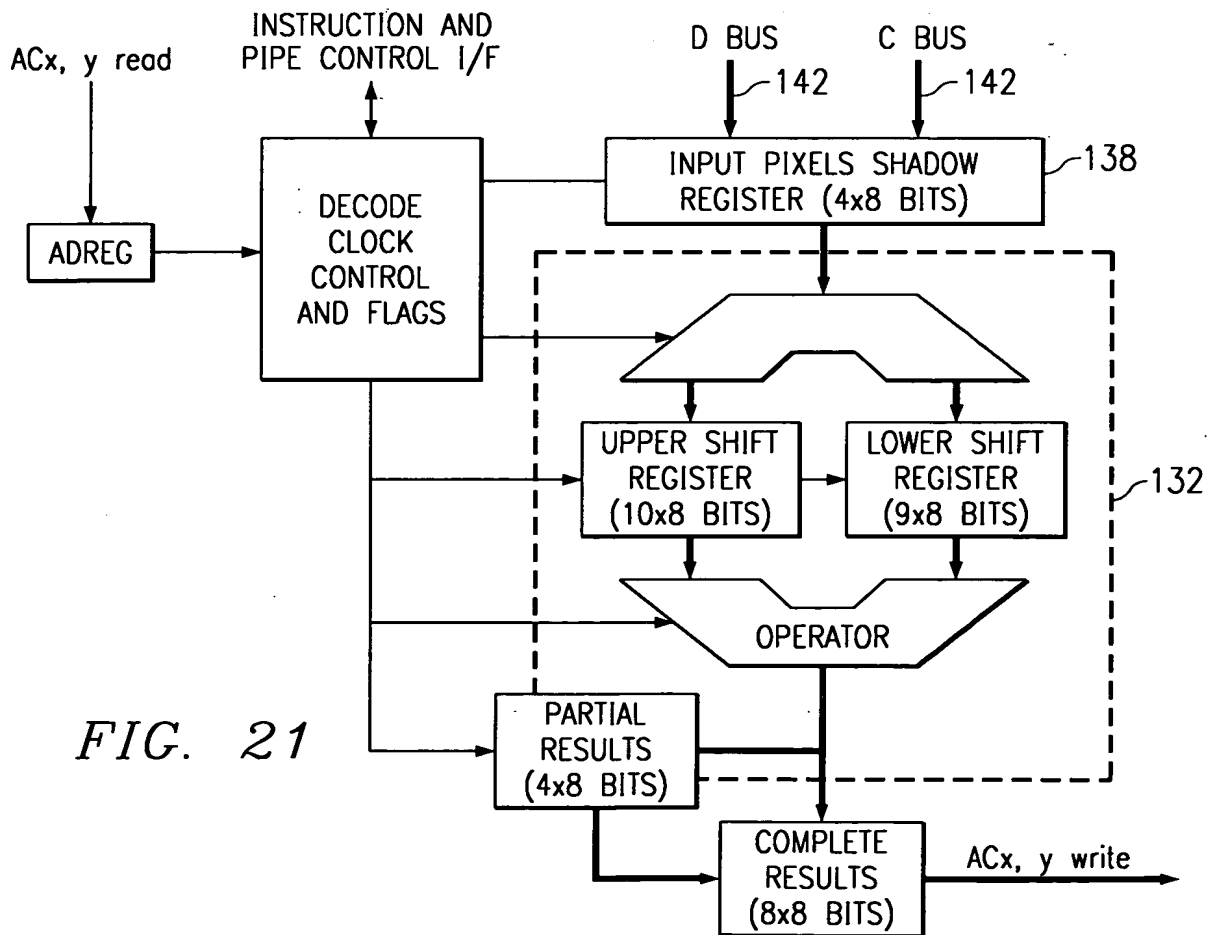 INSTRUCTION AND
PIPE CONTROL I/F
ACx, y read
D BUS
C BUS
142
142
INPUT PIXELS SHADOW
REGISTER (4x8 BITS)
138
DECODE
CLOCK
CONTROL
AND FLAGS
ADREG
UPPER SHIFT
REGISTER
(10x8 BITS)
LOWER SHIFT
REGISTER
(9x8 BITS)
132
OPERATOR
FIG. 21
PARTIAL
RESULTS
(4x8 BITS)
COMPLETE
RESULTS
(8x8 BITS)
ACx, y write